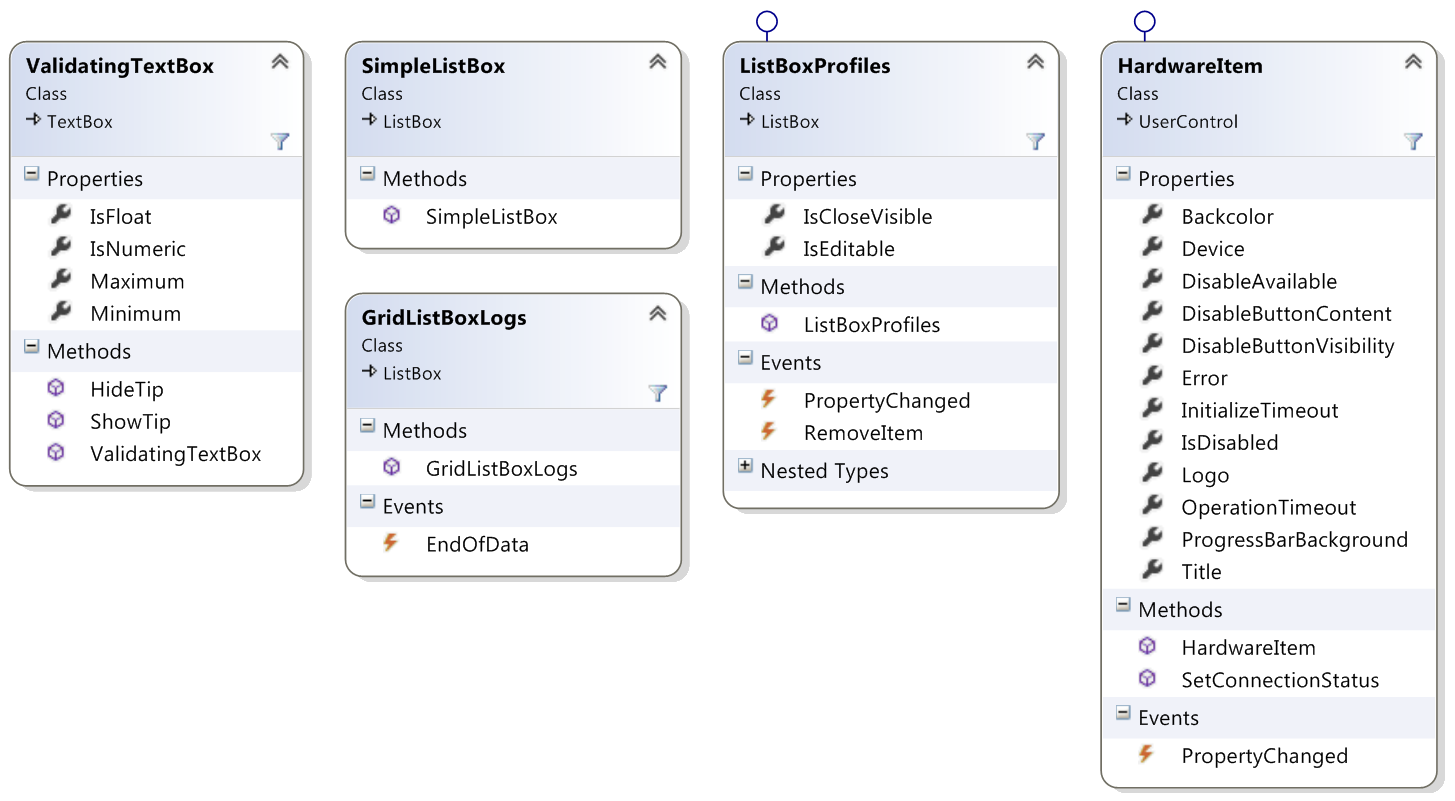 ValidatingTextBox
Class
TextBox
Properties
IsFloat
IsNumeric
Maximum
Minimum
Methods
HideTip
ShowTip
ValidatingTextBox
SimpleListBox
Class
ListBox
Methods
SimpleListBox
GridListBoxLogs
Class
ListBox
Methods
GridListBoxLogs
Events
EndOfData
ListBoxProfiles
Class
ListBox
Properties
IsCloseVisible
IsEditable
Methods
ListBoxProfiles
Events
PropertyChanged
RemoveItem
Nested Types
HardwareItem
Class
UserControl
Properties
Backcolor
Device
DisableAvailable
DisableButtonContent
DisableButtonVisibility
Error
InitializeTimeout
IsDisabled
Logo
OperationTimeout
ProgressBarBackground
Title
Methods
HardwareItem
SetConnectionStatus
Events
PropertyChanged